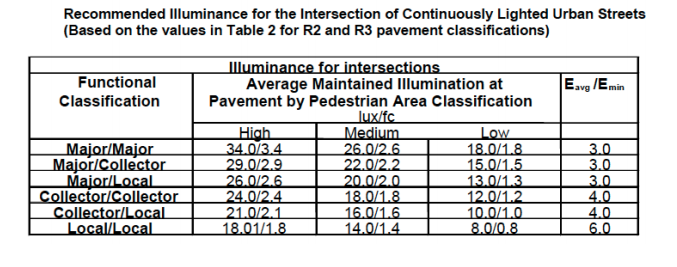 Recommended Illuminance for the Intersection of Continuously Lighted Urban Streets
(Based on the values in Table 2 for R2 and R3 pavement classifications)
Illuminance for intersections
Functional Classification Average Maintained Illumination at Pavement by Pedestrian Area Classification lux/fc Eavg /Emin
High Medium Low
Major/Major 34.0/3.4 26.0/2.6 18.0/1.8 3.0
Major/Collector 29.0/2.9 22.0/2.2 15.0/1.5 3.0
Major/Local 26.0/2.6 20.0/2.0 13.0/1.3 3.0
Collector/Collector 24.0/2.4 18.0/1.8 12.0/1.2 4.0
Collector/Local 21.0/2.1 16.0/1.6 10.0/1.0 4.0
Local/Local 18.01/1.8 14.0/1.4 8.0/0.8 6.0